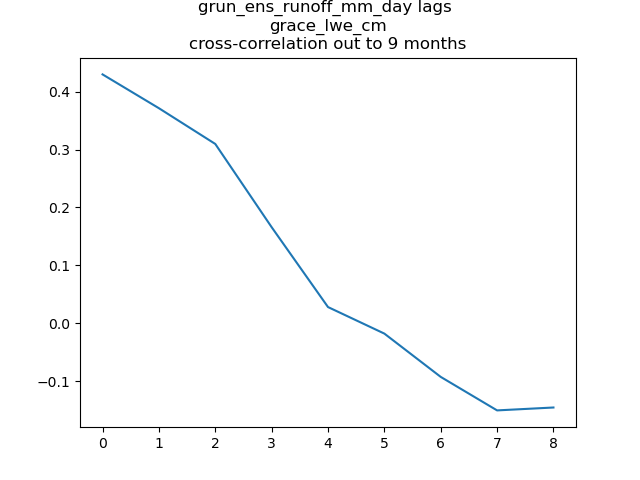 grun_ens_runoff_mm_day lags
grace_lwe_cm
cross-correlation out to 9 months
0.4
0.3
0.2
0.1
0.0
−0.1
0 1 2 3 4 5 6 7 8